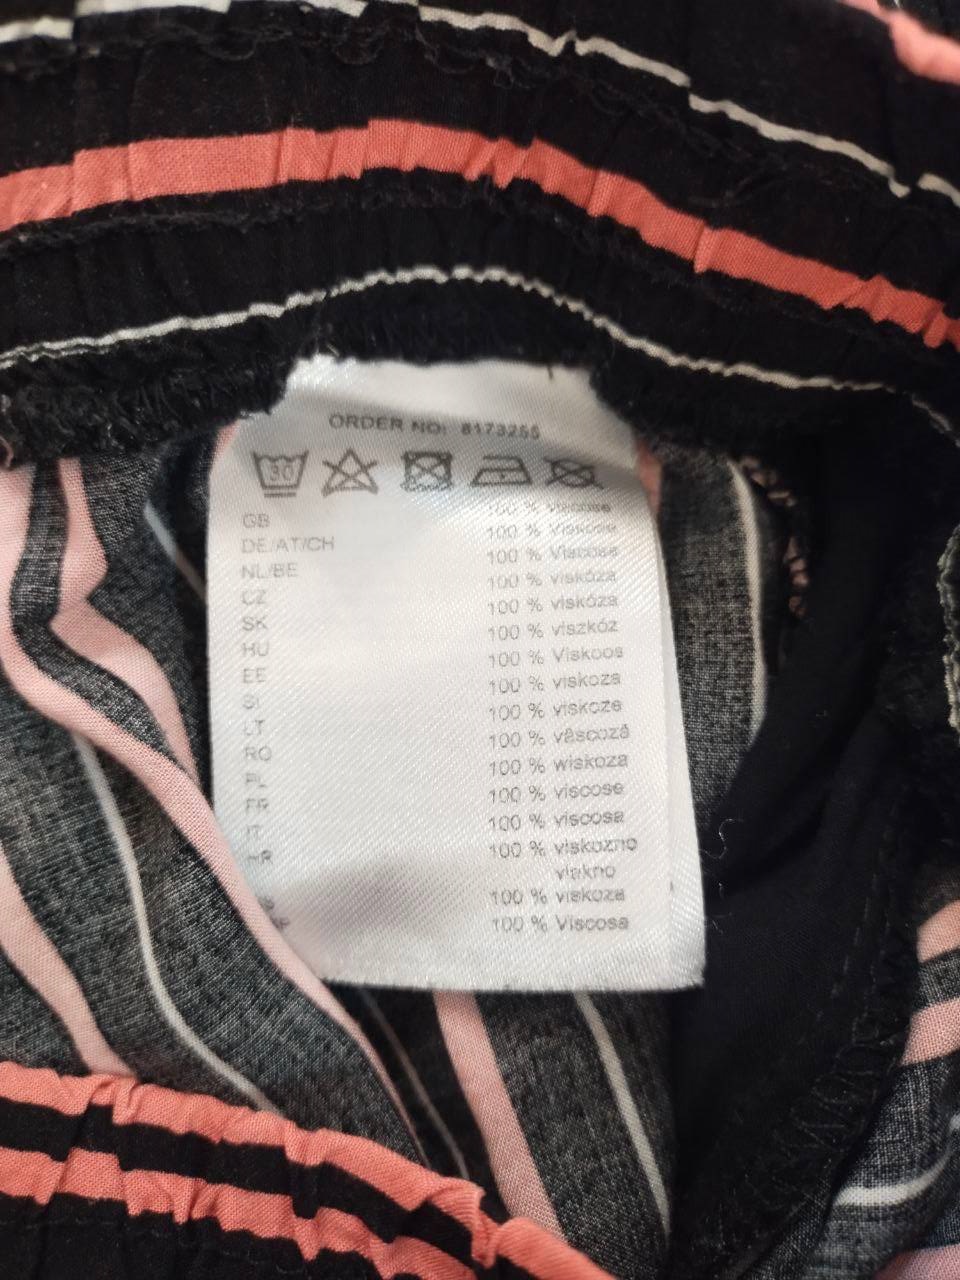 ORDER NO: 8173255
30
GB 100 % viscose
DE/AT/CH 100 % Viskose
NL/BE 100 % Viscose
CZ 100 % viskóza
SK 100 % viskóza
HU 100 % viszkóz
EE 100 % Viskoos
SI 100 % viskoza
LT 100 % viskozė
RO 100 % vâscoză
PL 100 % wiskoza
FR 100 % viscose
IT 100 % viscosa
HR 100 % viskozno
vlakno
100 % viskoza
100 % Viscosa